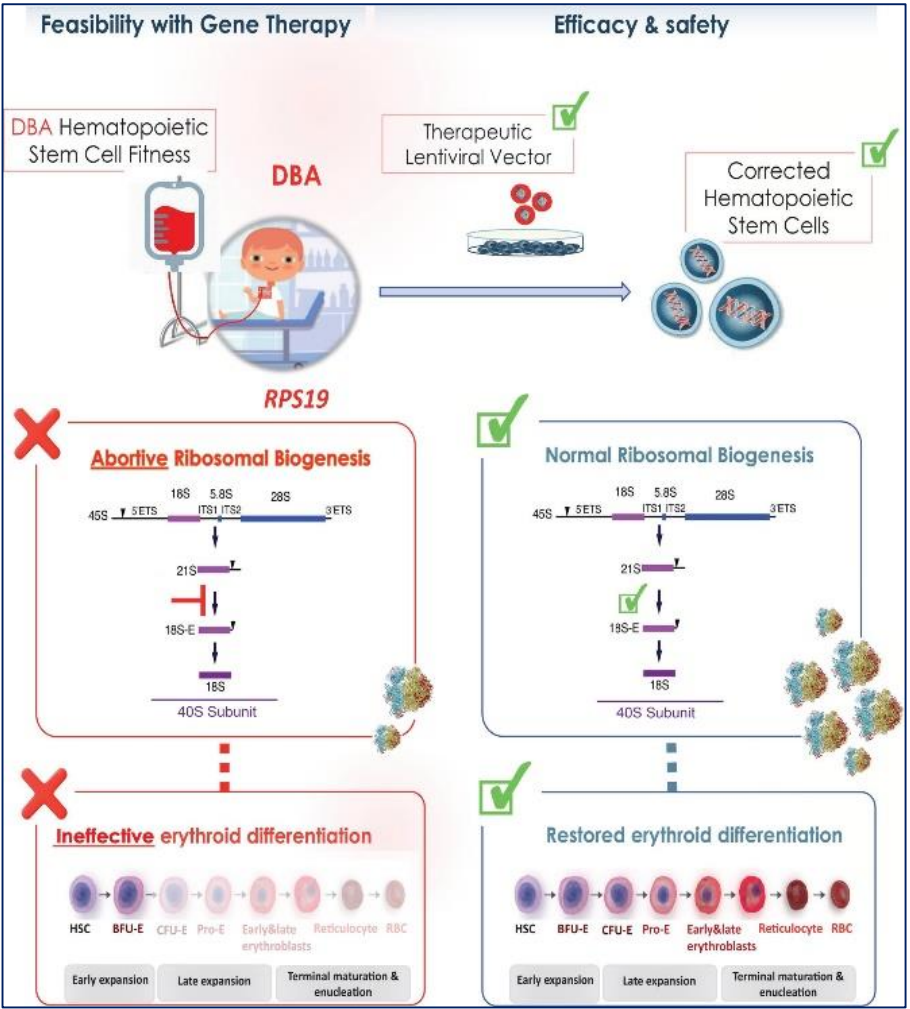 Feasibility with Gene Therapy
Efficacy & safety
DBA Hematopoietic
Stem Cell Fitness
DBA
Therapeutic
Lentiviral Vector
Corrected
Hematopoietic
Stem Cells
RPS19
Abortive Ribosomal Biogenesis
18S 5.8S 28S
45S 5'ETS ITS1 ITS2 3'ETS
21S
18S-E
18S
40S Subunit
Normal Ribosomal Biogenesis
18S 5.8S 28S
45S 5'ETS ITS1 ITS2 3'ETS
21S
18S-E
18S
40S Subunit
Ineffective erythroid differentiation
HSC BFU-E CFU-E Pro-E Early&late Reticulocyte RBC
erythroblasts
Early expansion Late expansion Terminal maturation &
enucleation
Restored erythroid differentiation
HSC BFU-E CFU-E Pro-E Early&late Reticulocyte RBC
erythroblasts
Early expansion Late expansion Terminal maturation &
enucleation